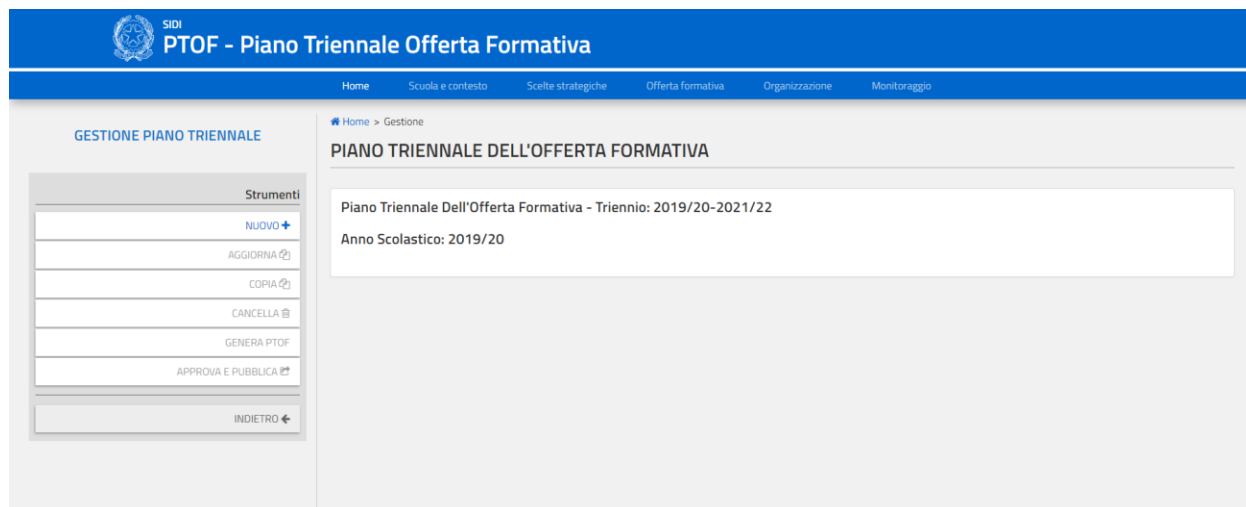 SIDI
PTOF - Piano Triennale Offerta Formativa
Home Scuola e contesto Scelte strategiche Offerta formativa Organizzazione Monitoraggio
GESTIONE PIANO TRIENNALE
Strumenti
NUOVO
AGGIORNA
COPIA
CANCELLA
GENERA PTOF
APPROVA E PUBBLICA
INDIETRO
Home > Gestione
PIANO TRIENNALE DELL'OFFERTA FORMATIVA
Piano Triennale Dell'Offerta Formativa - Triennio: 2019/20-2021/22
Anno Scolastico: 2019/20